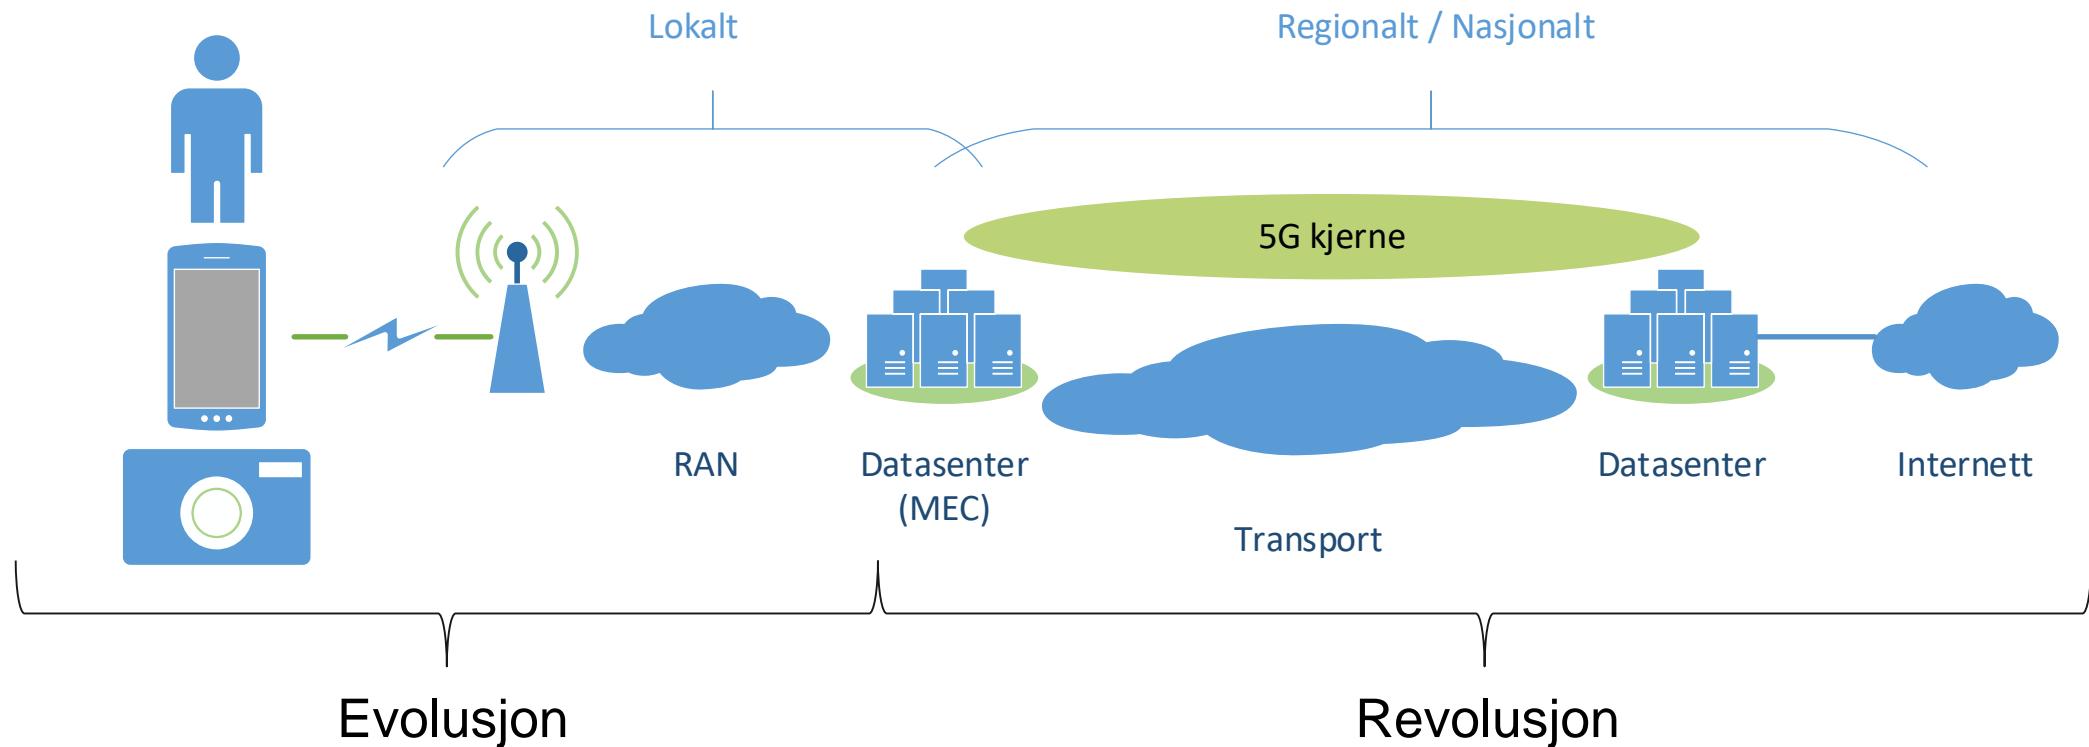 Lokalt
Regionalt / Nasjonalt
5G kjerne
RAN
Datasenter
(MEC)
Transport
Datasenter
Internett
Evolusjon
Revolusjon